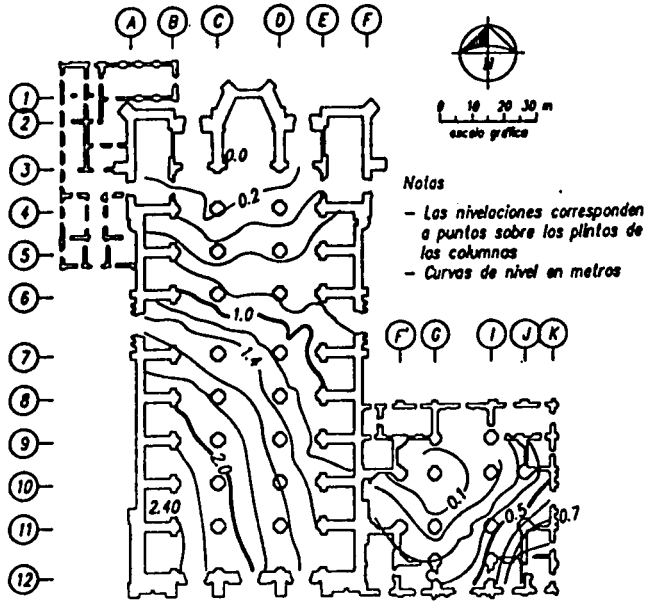 A B C D E F
N
0 10 20 30 m
escala gráfica
1
2
3
4
5
6
7
8
9
10
11
12
0.0
0.2
1.0
1.4
2.0
2.40
Notas
- Las nivelaciones corresponden
a puntos sobre los plintos de
las columnas
- Curvas de nivel en metros
F' G I J K
0.1
0.5
0.7